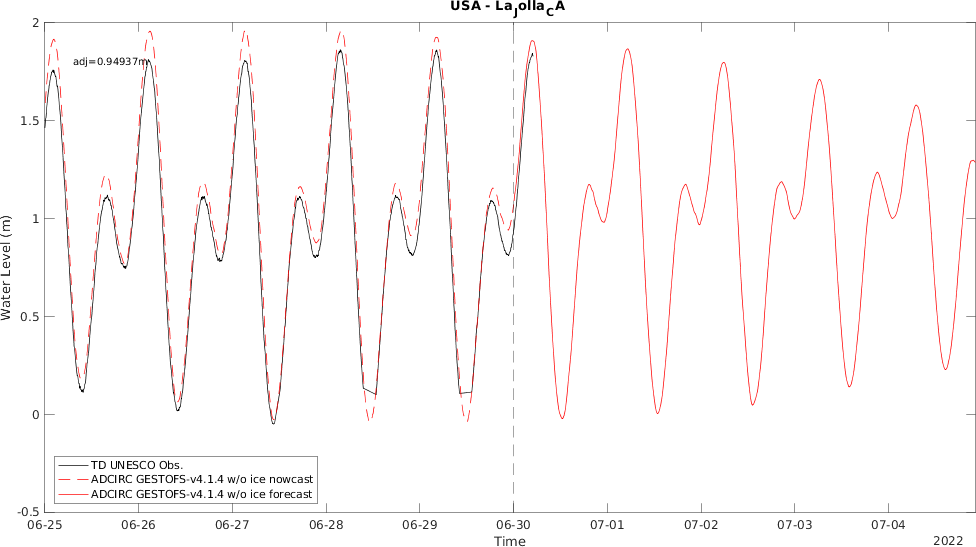 USA - LaJollaCA
adj=0.94937m
2
1.5
1
0.5
0
-0.5
Water Level (m)
TD UNESCO Obs.
ADCIRC GESTOFS-v4.1.4 w/o ice nowcast
ADCIRC GESTOFS-v4.1.4 w/o ice forecast
06-25 06-26 06-27 06-28 06-29 06-30 07-01 07-02 07-03 07-04
Time
2022